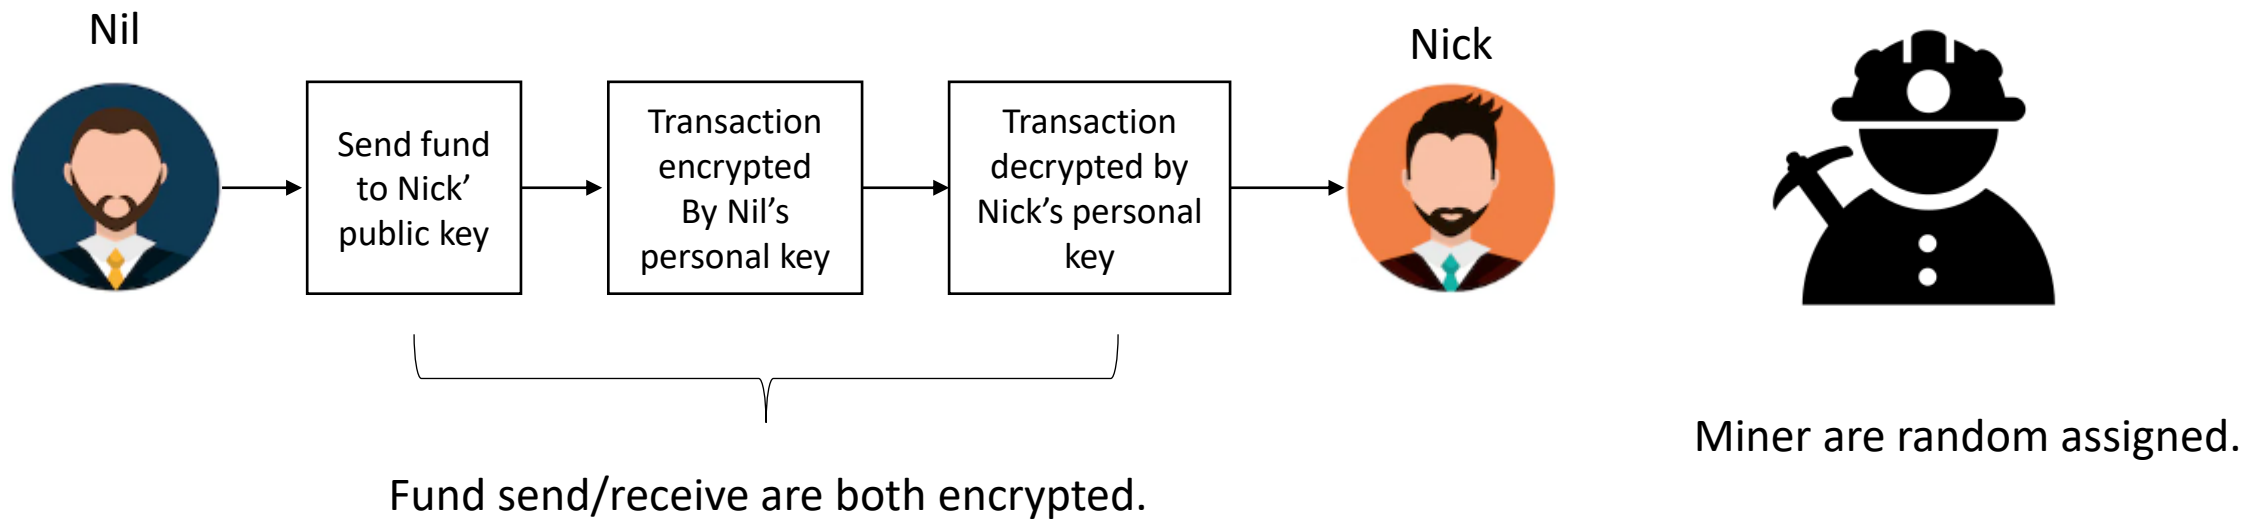 Nil
Nick
Send fund
to Nick’
public key
Transaction
encrypted
By Nil’s
personal key
Transaction
decrypted by
Nick’s personal
key
Fund send/receive are both encrypted.
Miner are random assigned.